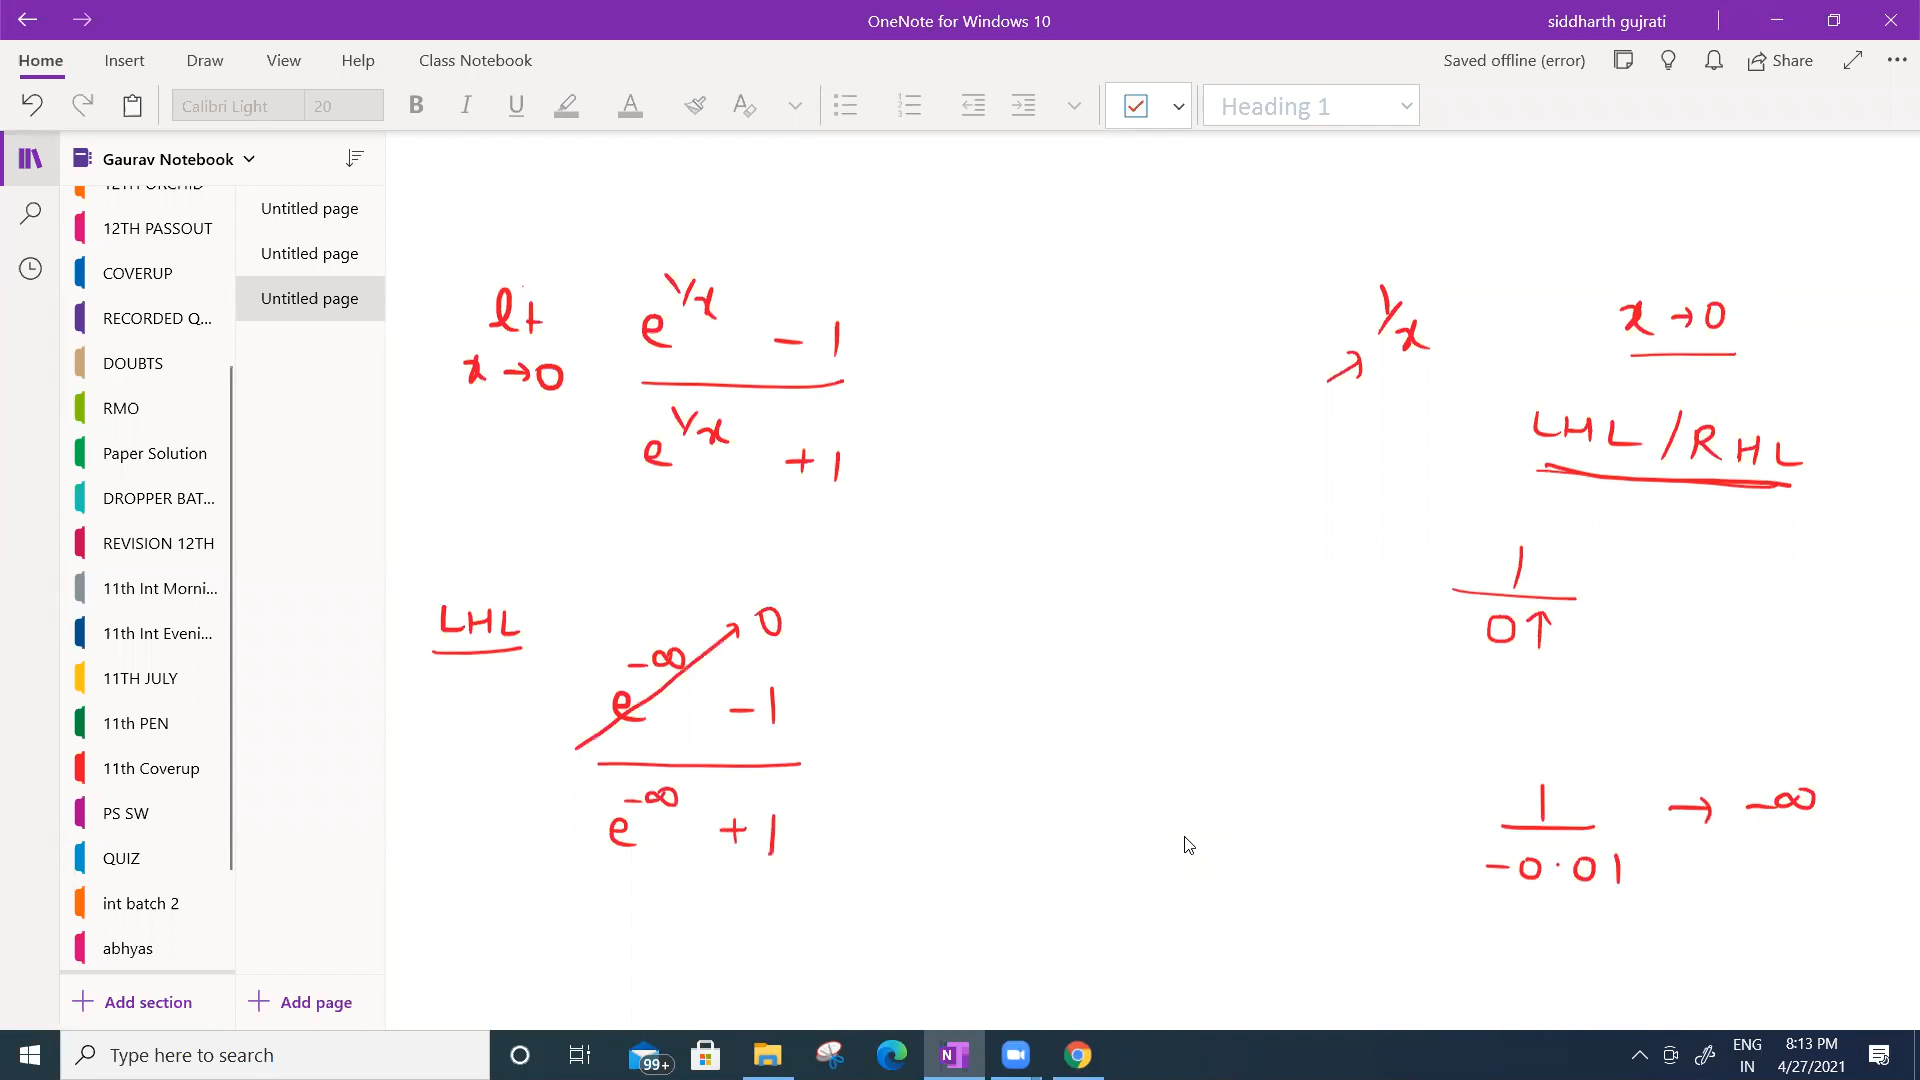 OneNote for Windows 10
siddharth gujrati
Home Insert Draw View Help Class Notebook
Saved offline (error)
Share
Calibri Light 20
B I U A
Heading 1
Gaurav Notebook
12TH ORCHID
12TH PASSOUT
COVERUP
RECORDED Q...
DOUBTS
RMO
Paper Solution
DROPPER BAT...
REVISION 12TH
11th Int Morni...
11th Int Eveni...
11TH JULY
11th PEN
11th Coverup
PS SW
QUIZ
int batch 2
abhyas
Add section
Untitled page
Untitled page
Untitled page
Add page
lt x→0 e^1/x - 1
e^1/x + 1
1/x x→0
LHL/RHL
1
0↑
LHL
e^-∞ → 0 - 1
e^-∞ + 1
1 → -∞
-0.01
Type here to search
99+
N
ENG
IN
8:13 PM
4/27/2021